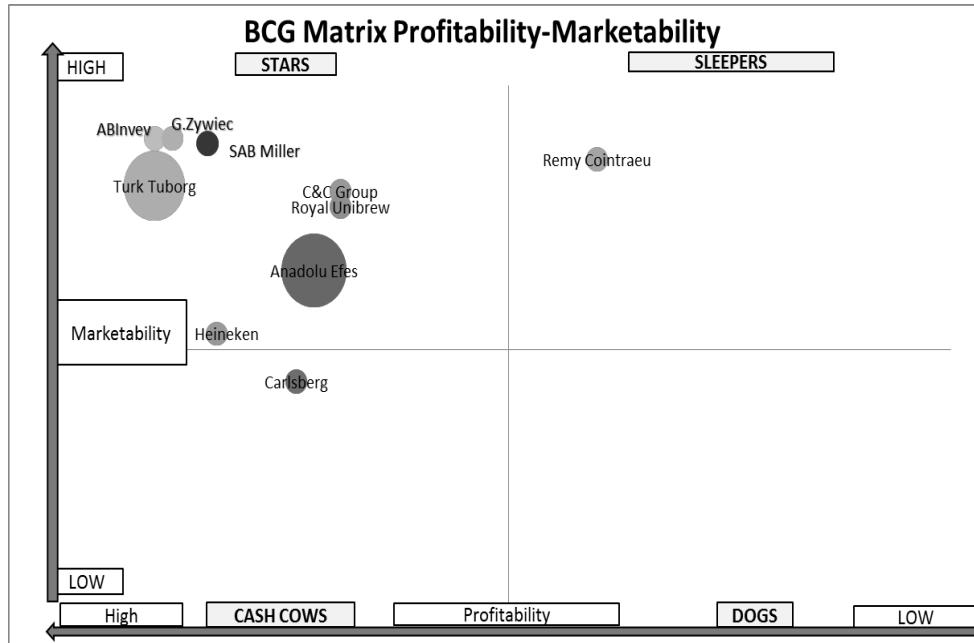 BCG Matrix Profitability-Marketability
HIGH
STARS
SLEEPERS
ABInvev
G.Zywiec
SAB Miller
Remy Cointraeu
Turk Tuborg
C&C Group
Royal Unibrew
Anadolu Efes
Marketability
Heineken
Carlsberg
LOW
High
CASH COWS
Profitability
DOGS
LOW